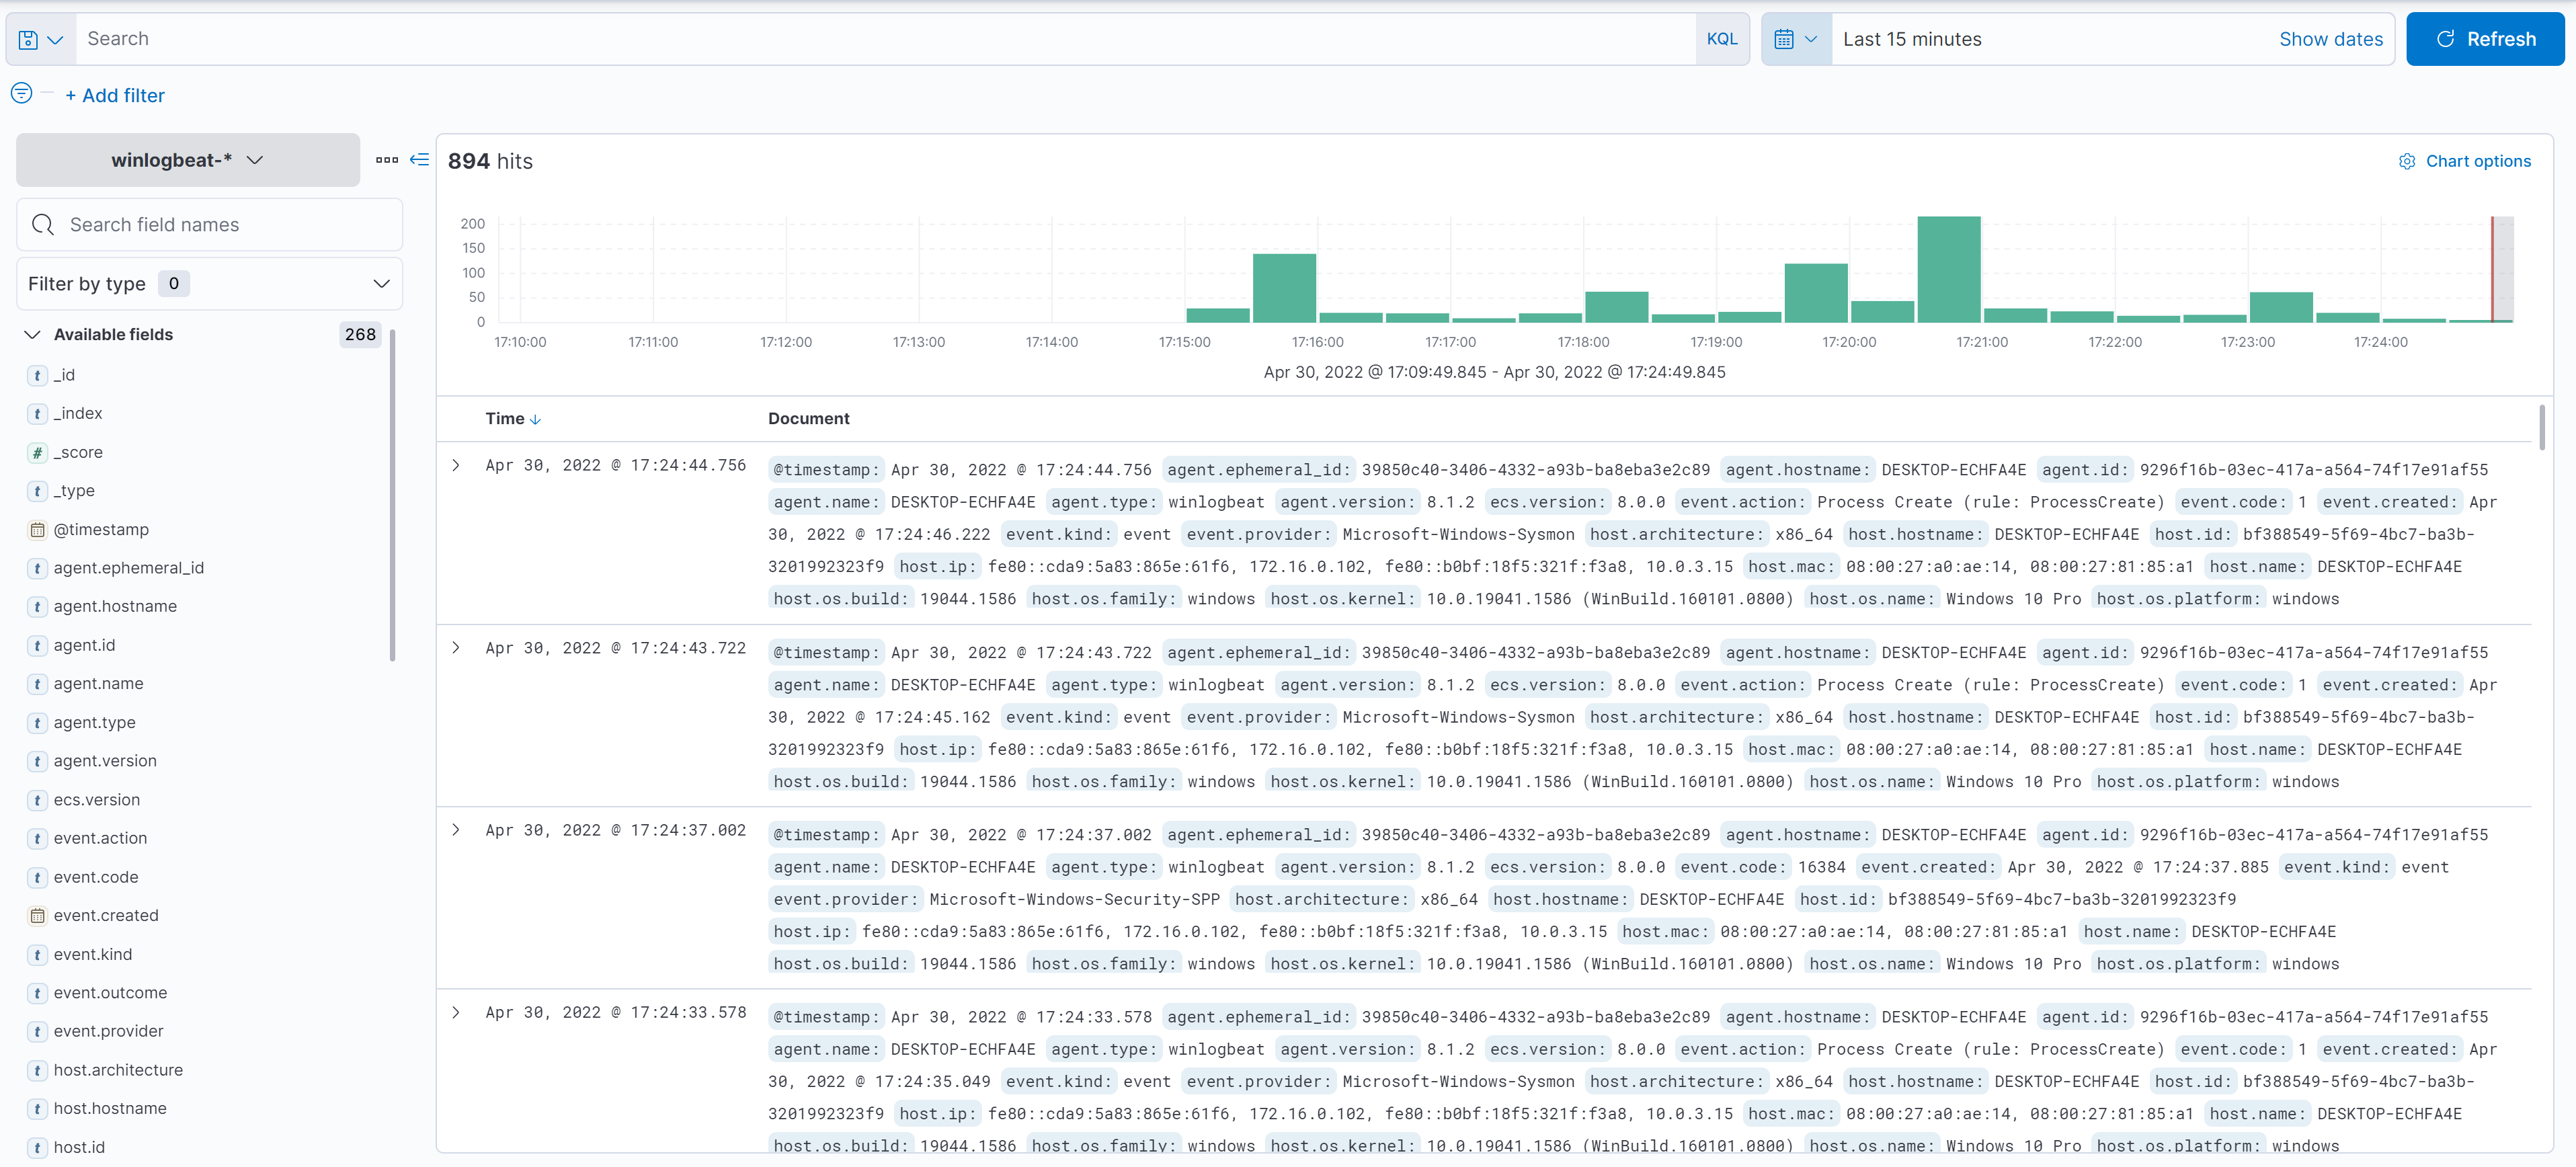 Search KQL Last 15 minutes Show dates Refresh
+ Add filter
winlogbeat-*
Search field names
Filter by type 0
Available fields 268
t _id
t _index
# _score
t _type
@timestamp
t agent.ephemeral_id
t agent.hostname
t agent.id
t agent.name
t agent.type
t agent.version
t ecs.version
t event.action
t event.code
event.created
t event.kind
t event.outcome
t event.provider
t host.architecture
t host.hostname
t host.id
894 hits Chart options
200
150
100
50
0
17:10:00 17:11:00 17:12:00 17:13:00 17:14:00 17:15:00 17:16:00 17:17:00 17:18:00 17:19:00 17:20:00 17:21:00 17:22:00 17:23:00 17:24:00
Apr 30, 2022 @ 17:09:49.845 - Apr 30, 2022 @ 17:24:49.845
Time Document
Apr 30, 2022 @ 17:24:44.756 @timestamp: Apr 30, 2022 @ 17:24:44.756 agent.ephemeral_id: 39850c40-3406-4332-a93b-ba8eba3e2c89 agent.hostname: DESKTOP-ECHFA4E agent.id: 9296f16b-03ec-417a-a564-74f17e91af55
agent.name: DESKTOP-ECHFA4E agent.type: winlogbeat agent.version: 8.1.2 ecs.version: 8.0.0 event.action: Process Create (rule: ProcessCreate) event.code: 1 event.created: Apr
30, 2022 @ 17:24:46.222 event.kind: event event.provider: Microsoft-Windows-Sysmon host.architecture: x86_64 host.hostname: DESKTOP-ECHFA4E host.id: bf388549-5f69-4bc7-ba3b-
3201992323f9 host.ip: fe80::cda9:5a83:865e:61f6, 172.16.0.102, fe80::b0bf:18f5:321f:f3a8, 10.0.3.15 host.mac: 08:00:27:a0:ae:14, 08:00:27:81:85:a1 host.name: DESKTOP-ECHFA4E
host.os.build: 19044.1586 host.os.family: windows host.os.kernel: 10.0.19041.1586 (WinBuild.160101.0800) host.os.name: Windows 10 Pro host.os.platform: windows
Apr 30, 2022 @ 17:24:43.722 @timestamp: Apr 30, 2022 @ 17:24:43.722 agent.ephemeral_id: 39850c40-3406-4332-a93b-ba8eba3e2c89 agent.hostname: DESKTOP-ECHFA4E agent.id: 9296f16b-03ec-417a-a564-74f17e91af55
agent.name: DESKTOP-ECHFA4E agent.type: winlogbeat agent.version: 8.1.2 ecs.version: 8.0.0 event.action: Process Create (rule: ProcessCreate) event.code: 1 event.created: Apr
30, 2022 @ 17:24:45.162 event.kind: event event.provider: Microsoft-Windows-Sysmon host.architecture: x86_64 host.hostname: DESKTOP-ECHFA4E host.id: bf388549-5f69-4bc7-ba3b-
3201992323f9 host.ip: fe80::cda9:5a83:865e:61f6, 172.16.0.102, fe80::b0bf:18f5:321f:f3a8, 10.0.3.15 host.mac: 08:00:27:a0:ae:14, 08:00:27:81:85:a1 host.name: DESKTOP-ECHFA4E
host.os.build: 19044.1586 host.os.family: windows host.os.kernel: 10.0.19041.1586 (WinBuild.160101.0800) host.os.name: Windows 10 Pro host.os.platform: windows
Apr 30, 2022 @ 17:24:37.002 @timestamp: Apr 30, 2022 @ 17:24:37.002 agent.ephemeral_id: 39850c40-3406-4332-a93b-ba8eba3e2c89 agent.hostname: DESKTOP-ECHFA4E agent.id: 9296f16b-03ec-417a-a564-74f17e91af55
agent.name: DESKTOP-ECHFA4E agent.type: winlogbeat agent.version: 8.1.2 ecs.version: 8.0.0 event.code: 16384 event.created: Apr 30, 2022 @ 17:24:37.885 event.kind: event
event.provider: Microsoft-Windows-Security-SPP host.architecture: x86_64 host.hostname: DESKTOP-ECHFA4E host.id: bf388549-5f69-4bc7-ba3b-3201992323f9
host.ip: fe80::cda9:5a83:865e:61f6, 172.16.0.102, fe80::b0bf:18f5:321f:f3a8, 10.0.3.15 host.mac: 08:00:27:a0:ae:14, 08:00:27:81:85:a1 host.name: DESKTOP-ECHFA4E
host.os.build: 19044.1586 host.os.family: windows host.os.kernel: 10.0.19041.1586 (WinBuild.160101.0800) host.os.name: Windows 10 Pro host.os.platform: windows
Apr 30, 2022 @ 17:24:33.578 @timestamp: Apr 30, 2022 @ 17:24:33.578 agent.ephemeral_id: 39850c40-3406-4332-a93b-ba8eba3e2c89 agent.hostname: DESKTOP-ECHFA4E agent.id: 9296f16b-03ec-417a-a564-74f17e91af55
agent.name: DESKTOP-ECHFA4E agent.type: winlogbeat agent.version: 8.1.2 ecs.version: 8.0.0 event.action: Process Create (rule: ProcessCreate) event.code: 1 event.created: Apr
30, 2022 @ 17:24:35.049 event.kind: event event.provider: Microsoft-Windows-Sysmon host.architecture: x86_64 host.hostname: DESKTOP-ECHFA4E host.id: bf388549-5f69-4bc7-ba3b-
3201992323f9 host.ip: fe80::cda9:5a83:865e:61f6, 172.16.0.102, fe80::b0bf:18f5:321f:f3a8, 10.0.3.15 host.mac: 08:00:27:a0:ae:14, 08:00:27:81:85:a1 host.name: DESKTOP-ECHFA4E
host.os.build: 19044.1586 host.os.family: windows host.os.kernel: 10.0.19041.1586 (WinBuild.160101.0800) host.os.name: Windows 10 Pro host.os.platform: windows